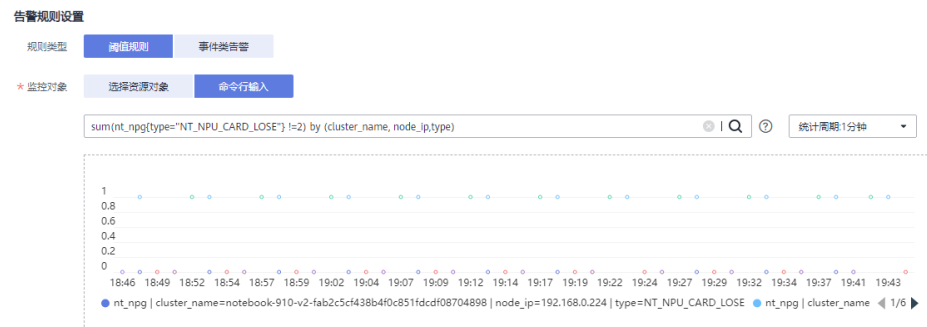 告警规则设置
规则类型 阈值规则 事件类告警
* 监控对象 选择资源对象 命令行输入
sum(nt_npg{type="NT_NPU_CARD_LOSE"} !=2) by (cluster_name, node_ip,type) 统计周期:1分钟
1
0.8
0.6
0.4
0.2
0
18:46 18:49 18:52 18:54 18:57 18:59 19:02 19:04 19:07 19:09 19:12 19:14 19:17 19:19 19:22 19:24 19:27 19:29 19:32 19:34 19:37 19:41 19:43
nt_npg | cluster_name=notebook-910-v2-fab2c5cf438b4f0c851fdcdf08704898 | node_ip=192.168.0.224 | type=NT_NPU_CARD_LOSE nt_npg | cluster_name 1/6